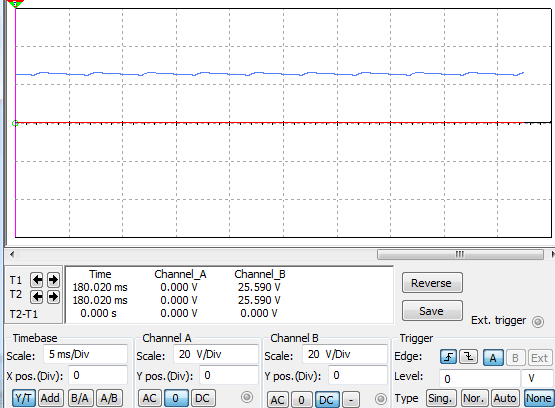 Time Channel_A Channel_B
T1 180.020 ms 0.000 V 25.590 V
T2 180.020 ms 0.000 V 25.590 V
T2-T1 0.000 s 0.000 V 0.000 V
Reverse
Save
Ext. trigger
Timebase Channel A Channel B Trigger
Scale: 5 ms/Div Scale: 20 V/Div Scale: 20 V/Div Edge: A B Ext
X pos.(Div): 0 Y pos.(Div): 0 Y pos.(Div): 0 Level: 0 V
Y/T Add B/A A/B AC 0 DC AC 0 DC - Type Sing. Nor. Auto None